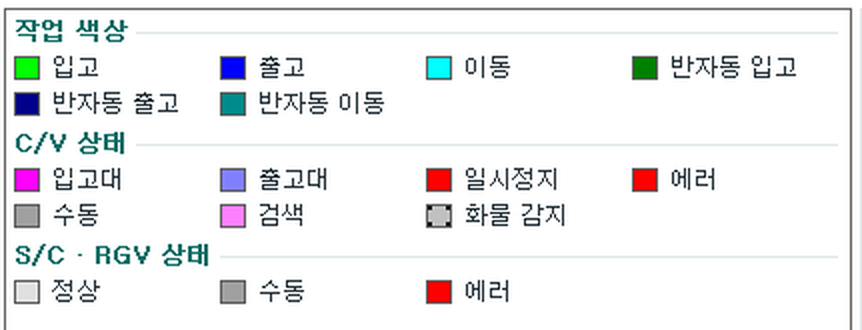 작업 색상
입고 출고 이동 반자동 입고
반자동 출고 반자동 이동
C/V 상태
입고대 출고대 일시정지 에러
수동 검색 화물 감지
S/C · RGV 상태
정상 수동 에러